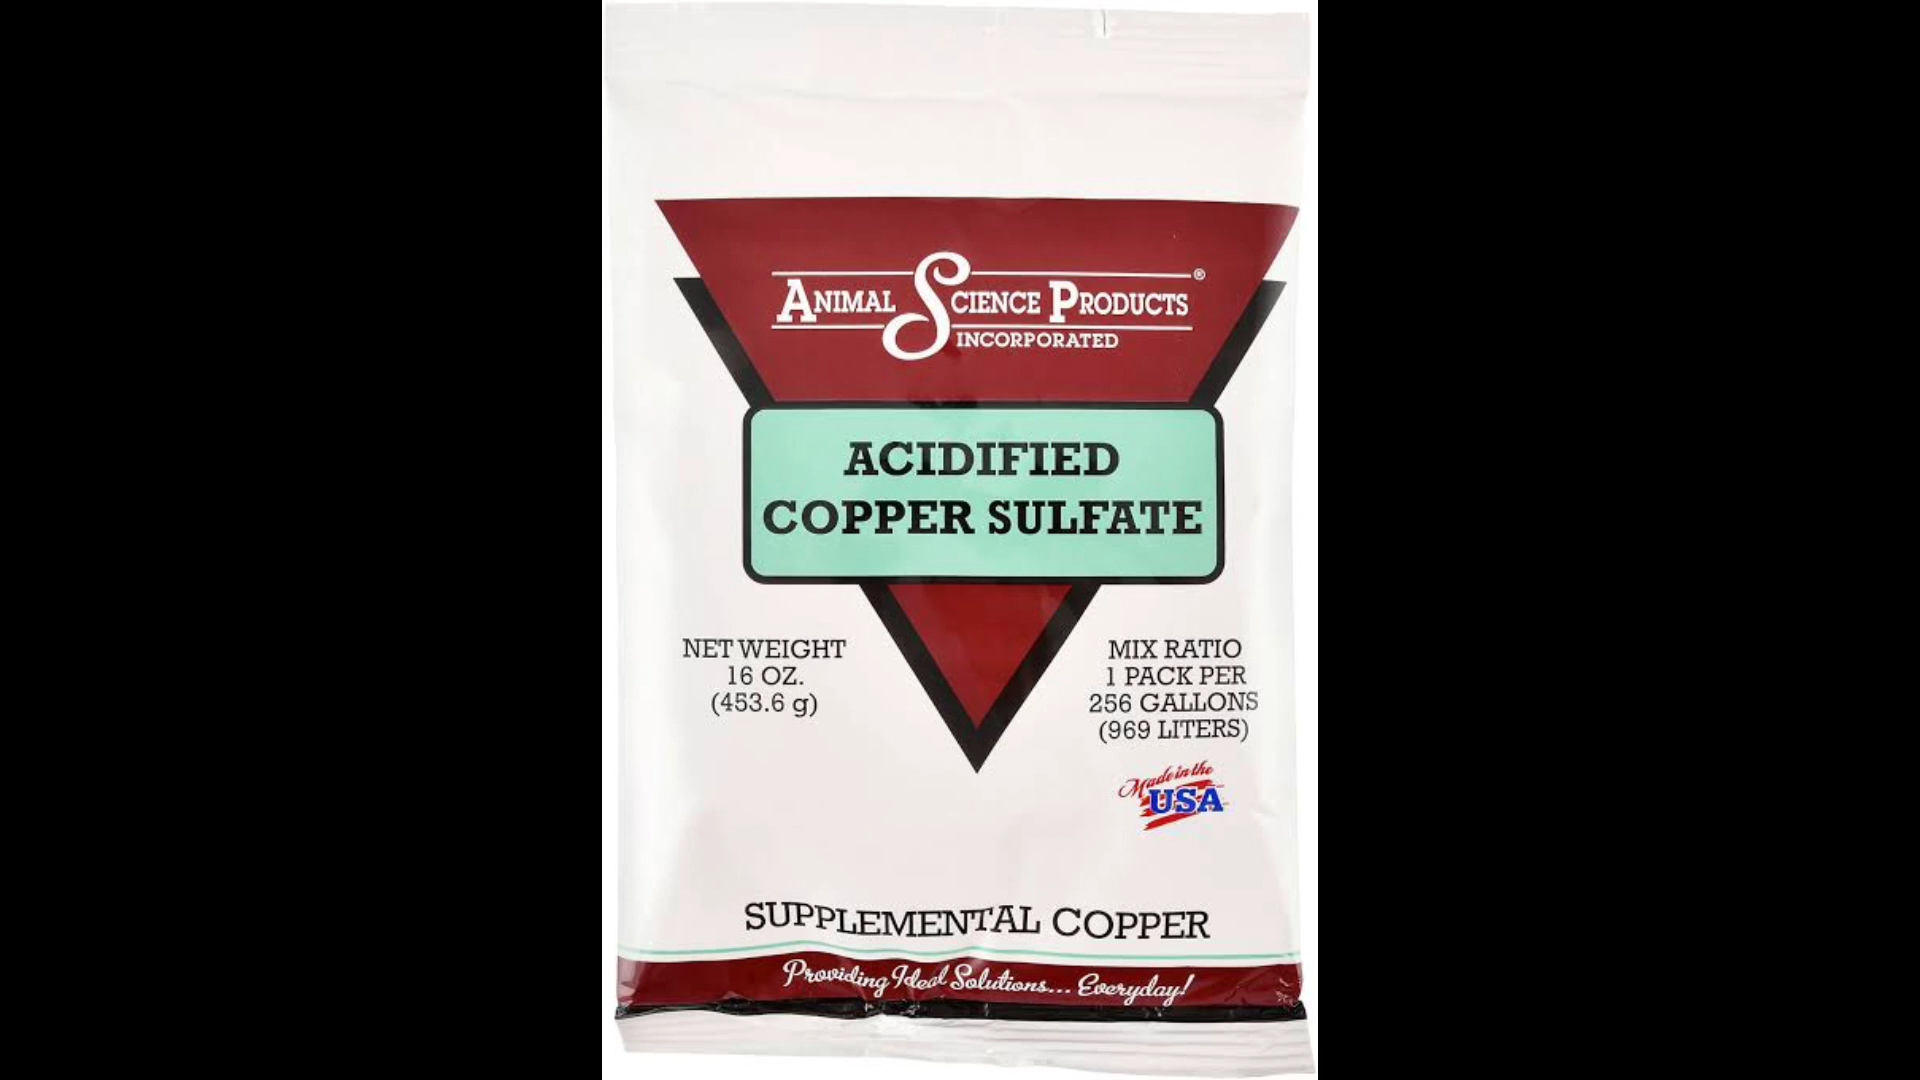 ANIMAL SCIENCE PRODUCTS®
INCORPORATED
ACIDIFIED
COPPER SULFATE
NET WEIGHT
16 OZ.
(453.6 g)
MIX RATIO
1 PACK PER
256 GALLONS
(969 LITERS)
Made in the
USA
SUPPLEMENTAL COPPER
Providing Ideal Solutions... Everyday!